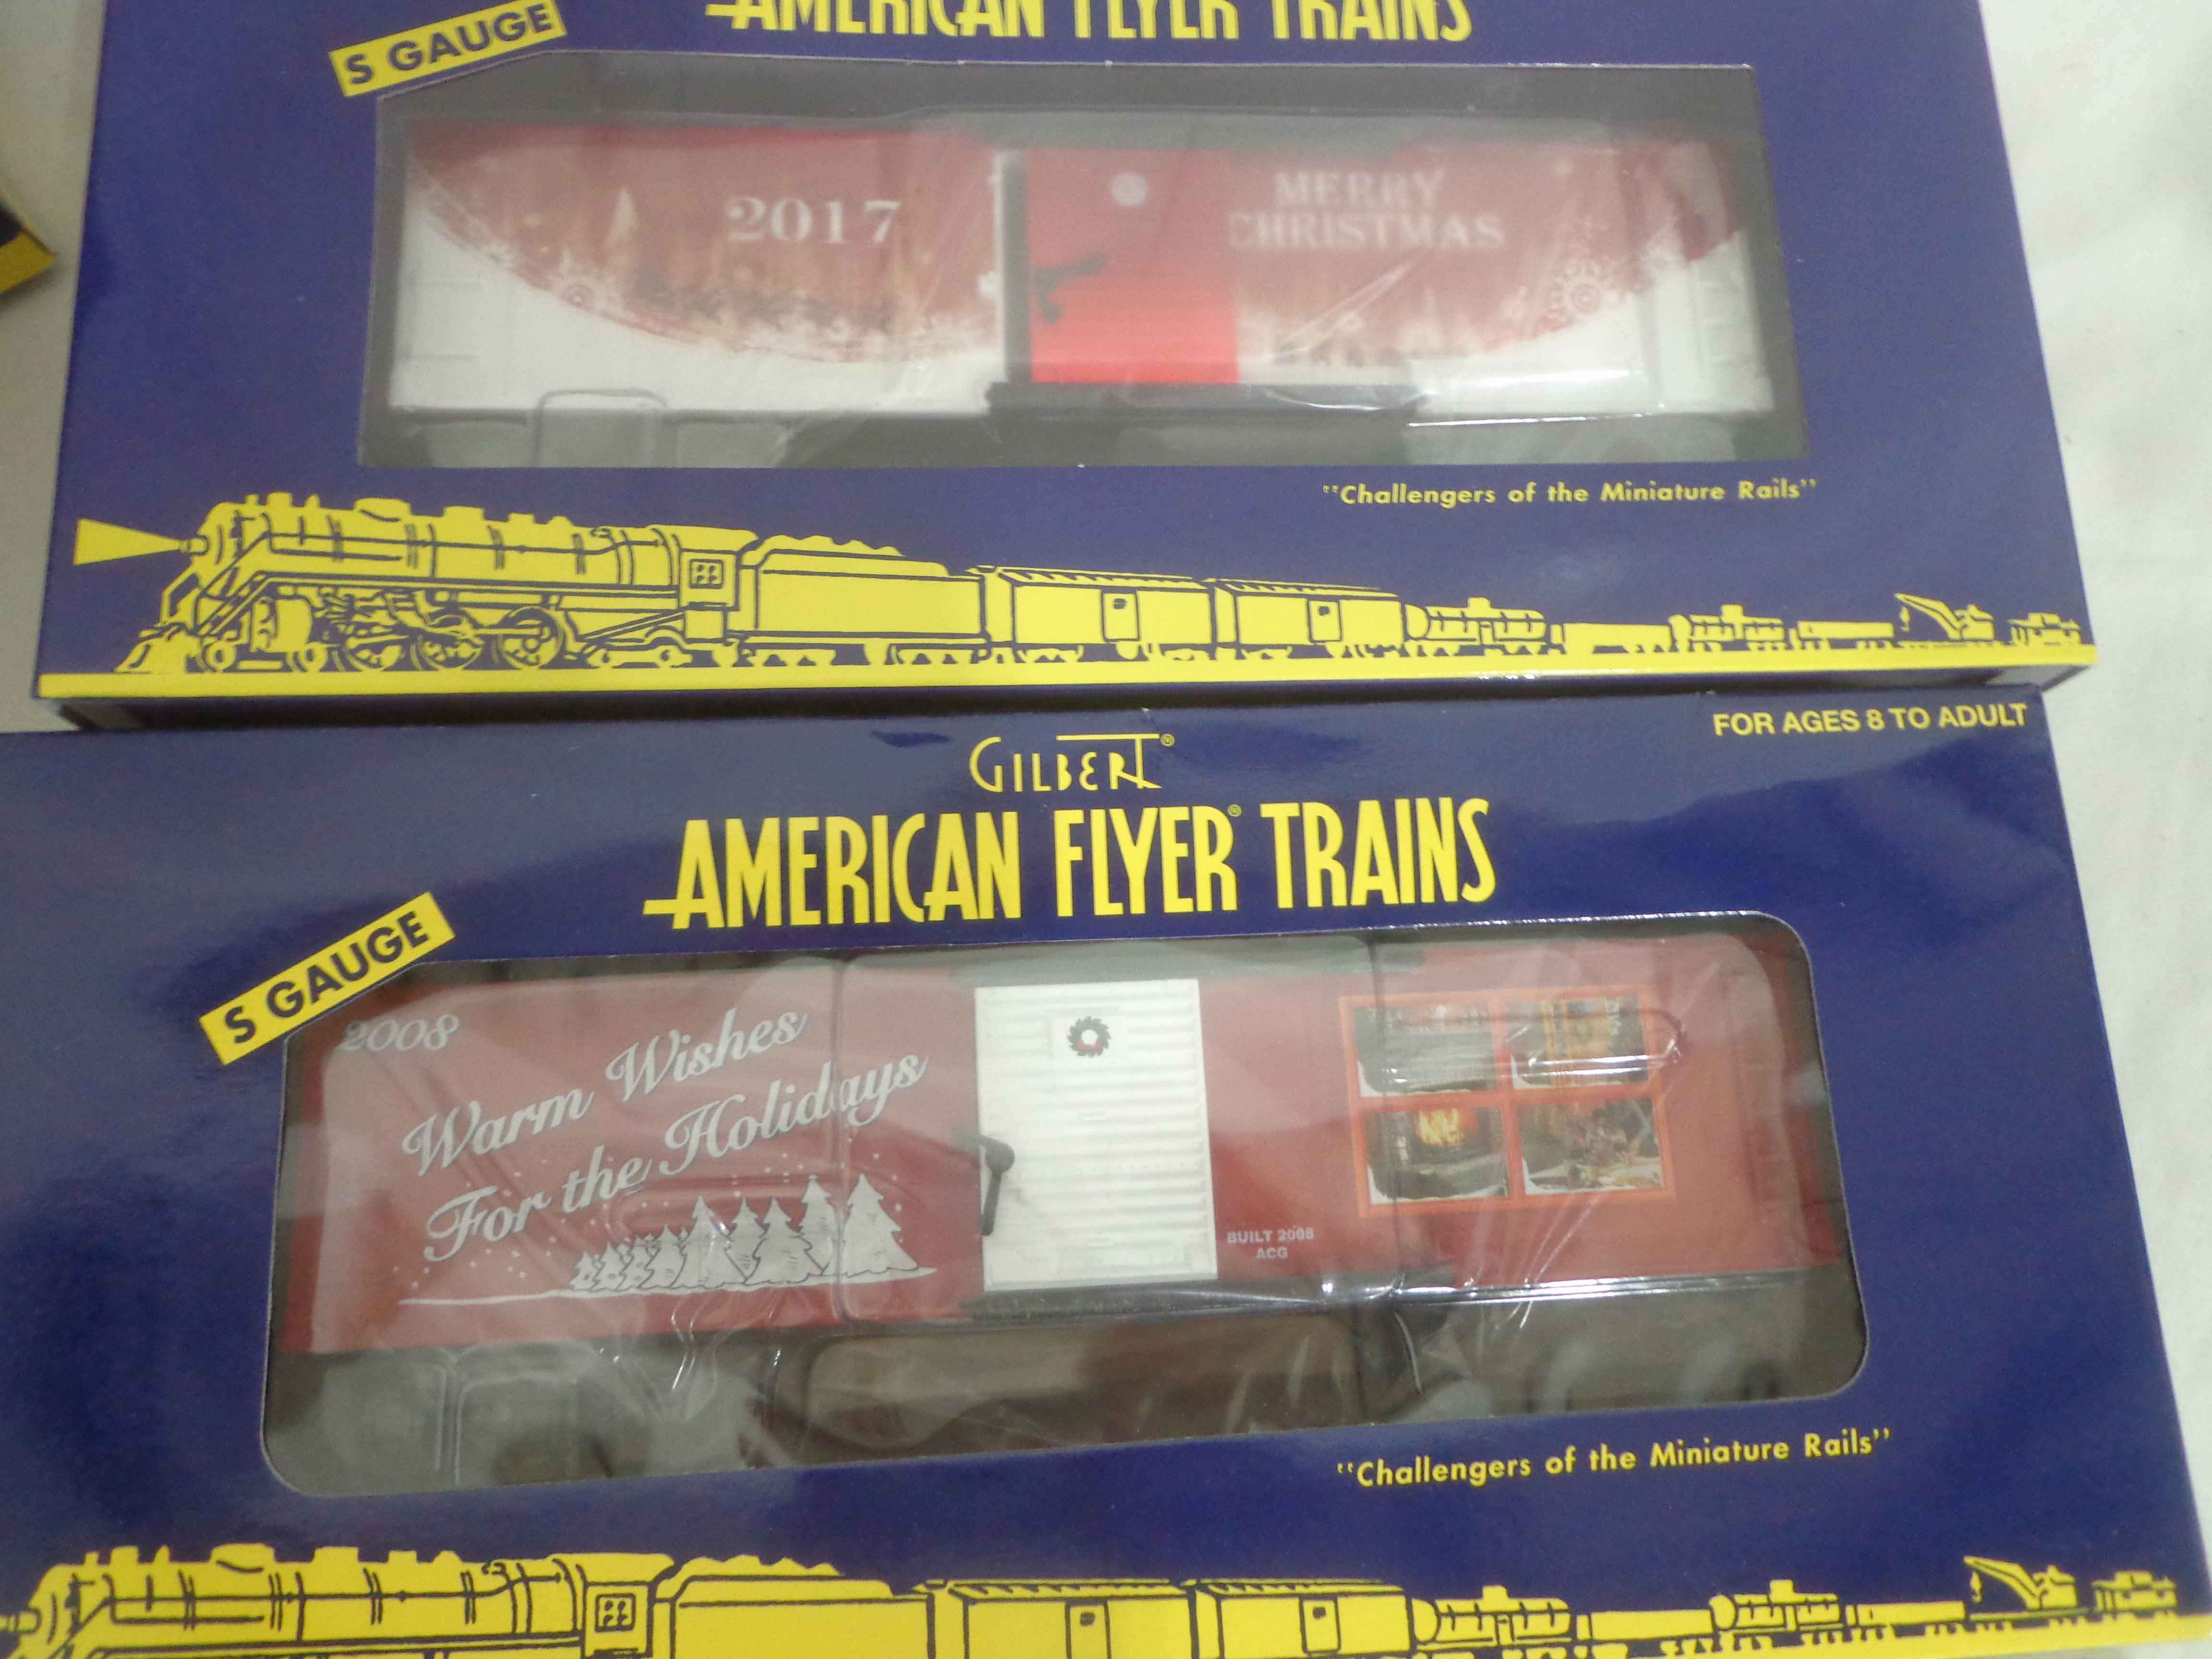 AMERICAN FLYER TRAINS
S GAUGE
2017
MERRY
CHRISTMAS
"Challengers of the Miniature Rails"
FOR AGES 8 TO ADULT
GILBERT®
AMERICAN FLYER® TRAINS
S GAUGE
2008
Warm Wishes
For the Holidays
BUILT 2008
ACG
"Challengers of the Miniature Rails"